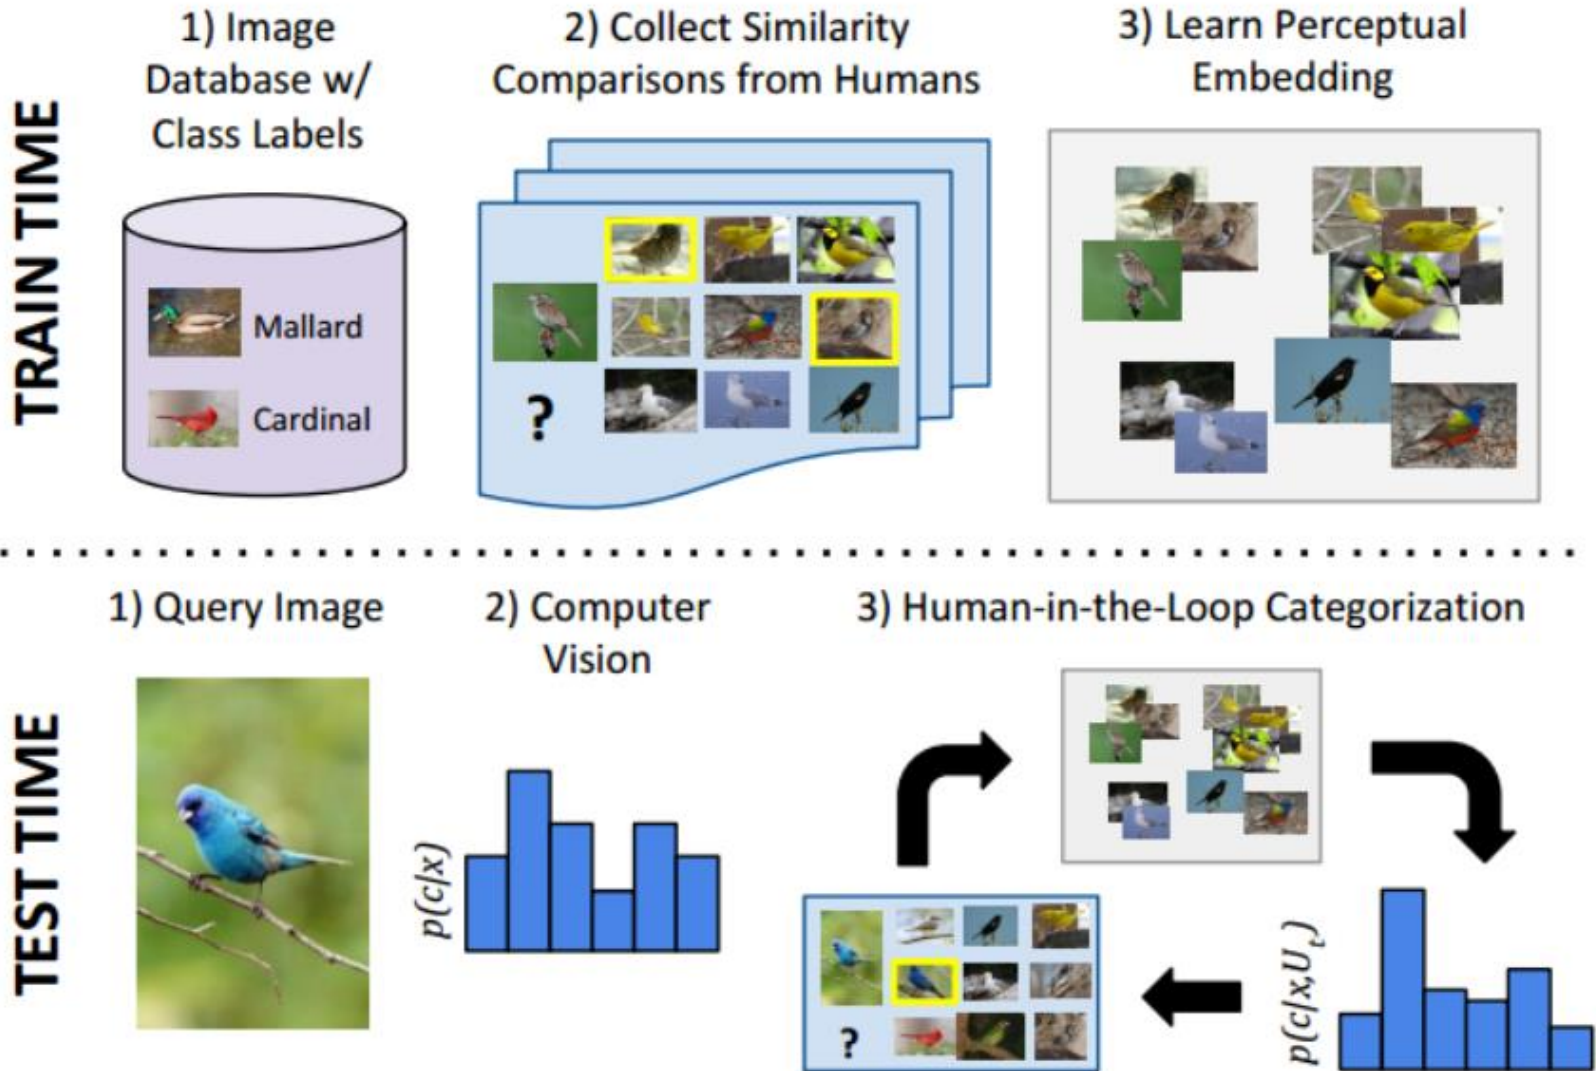 TRAIN TIME
1) Image
Database w/
Class Labels
Mallard
Cardinal
2) Collect Similarity
Comparisons from Humans
?
3) Learn Perceptual
Embedding
TEST TIME
1) Query Image
2) Computer
Vision
p(c|x)
3) Human-in-the-Loop Categorization
?
p(c|x,U_t)